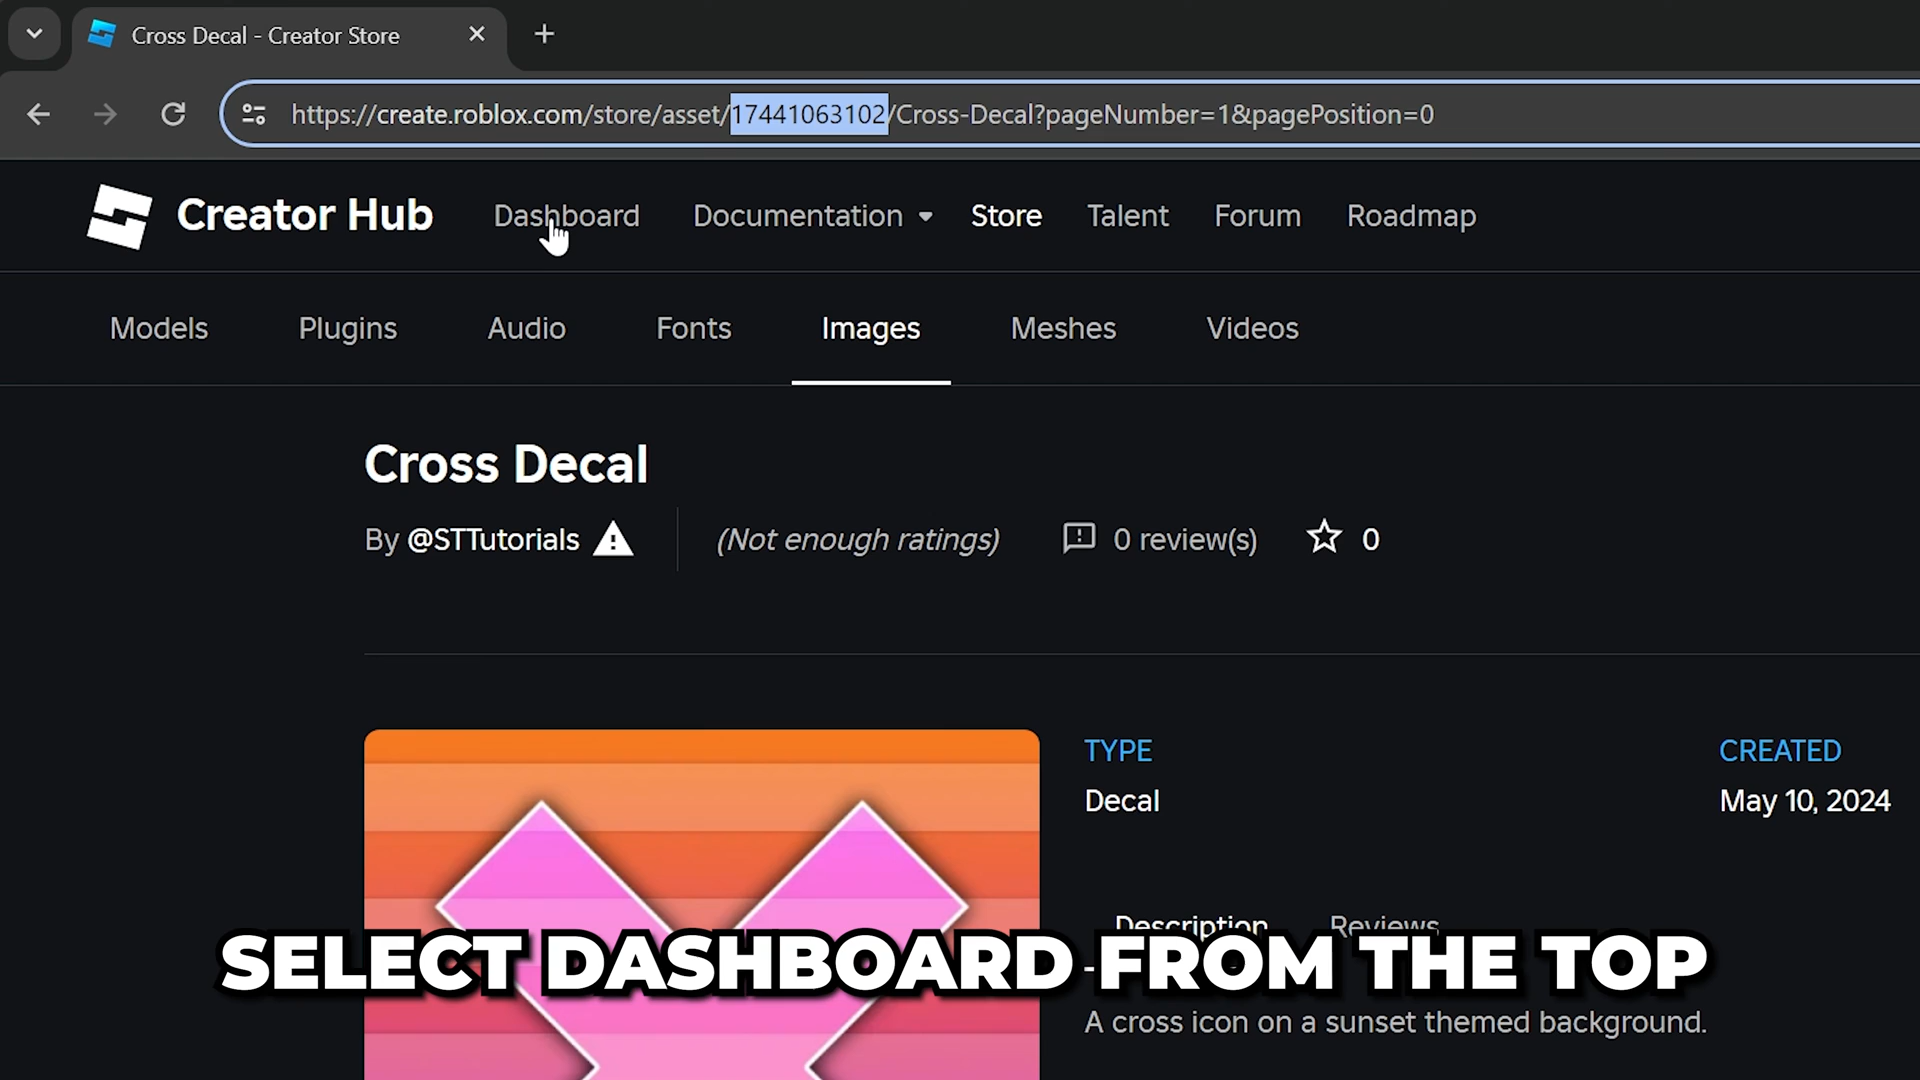 Cross Decal - Creator Store
https://create.roblox.com/store/asset/17441063102/Cross-Decal?pageNumber=1&pagePosition=0
Creator Hub Dashboard Documentation Store Talent Forum Roadmap
Models Plugins Audio Fonts Images Meshes Videos
Cross Decal
By @STTutorials (Not enough ratings) 0 review(s) 0
TYPE CREATED
Decal May 10, 2024
Description Reviews
SELECT DASHBOARD FROM THE TOP
A cross icon on a sunset themed background.